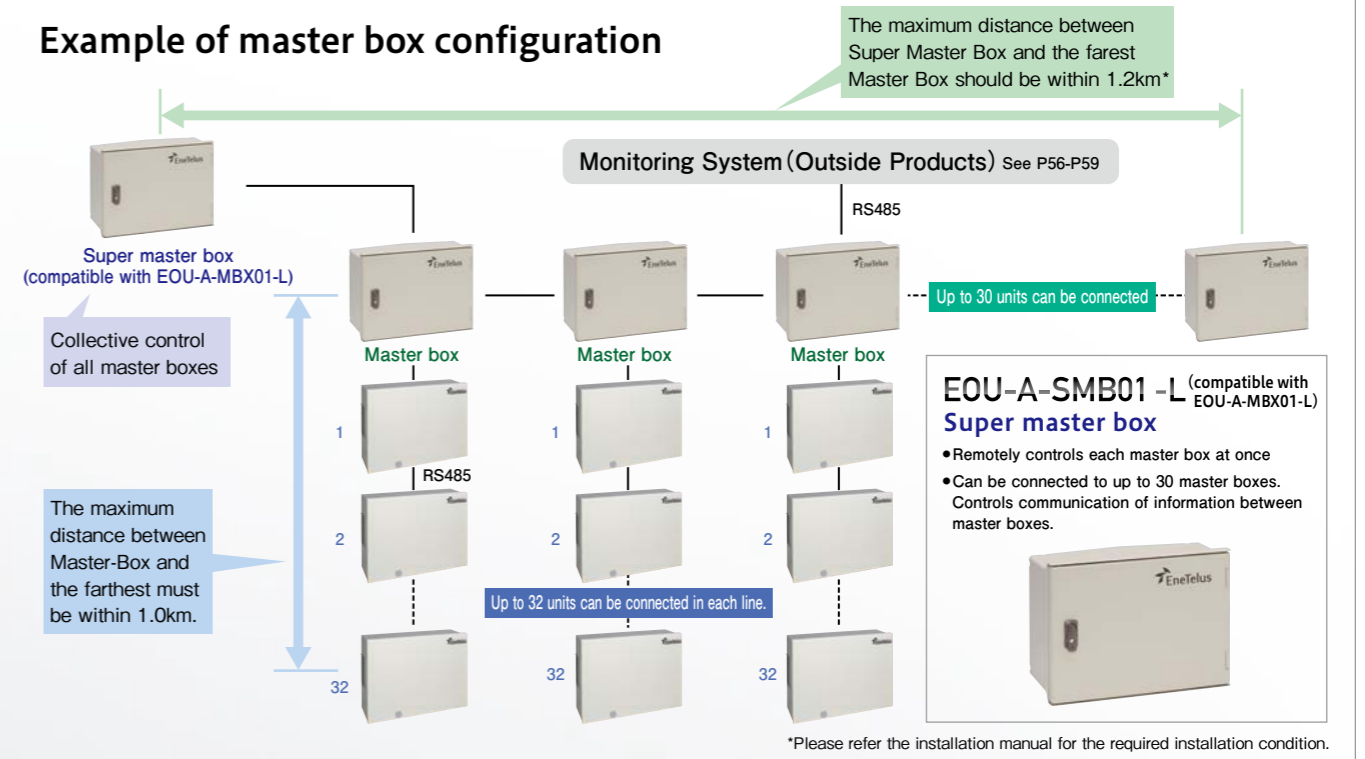 Example of master box configuration
The maximum distance between
Super Master Box and the farest
Master Box should be within 1.2km*
EneTelus
Monitoring System (Outside Products) See P56-P59
RS485
Super master box
(compatible with EOU-A-MBX01-L)
Collective control
of all master boxes
EneTelus
EneTelus
EneTelus
EneTelus
Up to 30 units can be connected
Master box
Master box
Master box
1
1
1
RS485
2
2
2
The maximum
distance between
Master-Box and
the farthest must
be within 1.0km.
Up to 32 units can be connected in each line.
32
32
32
EOU-A-SMB01-L (compatible with
EOU-A-MBX01-L)
Super master box
•Remotely controls each master box at once
•Can be connected to up to 30 master boxes.
Controls communication of information between
master boxes.
EneTelus
*Please refer the installation manual for the required installation condition.